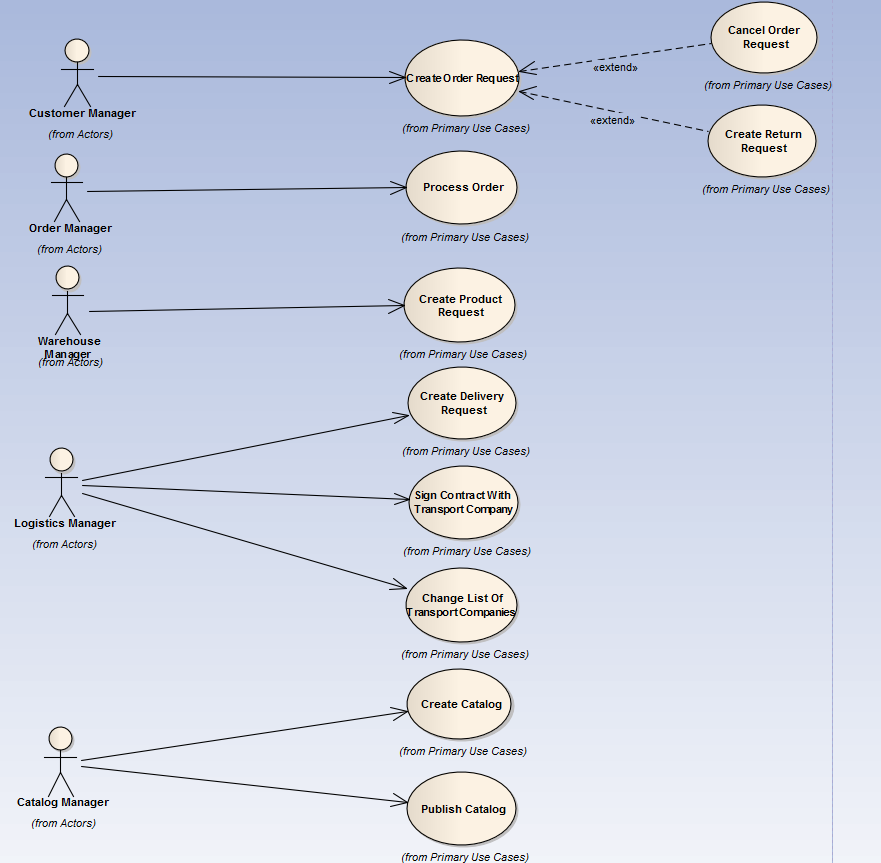 Cancel Order
Request
(from Primary Use Cases)
«extend»
Create Order Request
(from Primary Use Cases)
Customer Manager
(from Actors)
«extend»
Create Return
Request
(from Primary Use Cases)
Process Order
(from Primary Use Cases)
Order Manager
(from Actors)
Create Product
Request
(from Primary Use Cases)
Warehouse
Manager
(from Actors)
Create Delivery
Request
(from Primary Use Cases)
Sign Contract With
Transport Company
(from Primary Use Cases)
Logistics Manager
(from Actors)
Change List Of
Transport Companies
(from Primary Use Cases)
Create Catalog
(from Primary Use Cases)
Catalog Manager
(from Actors)
Publish Catalog
(from Primary Use Cases)